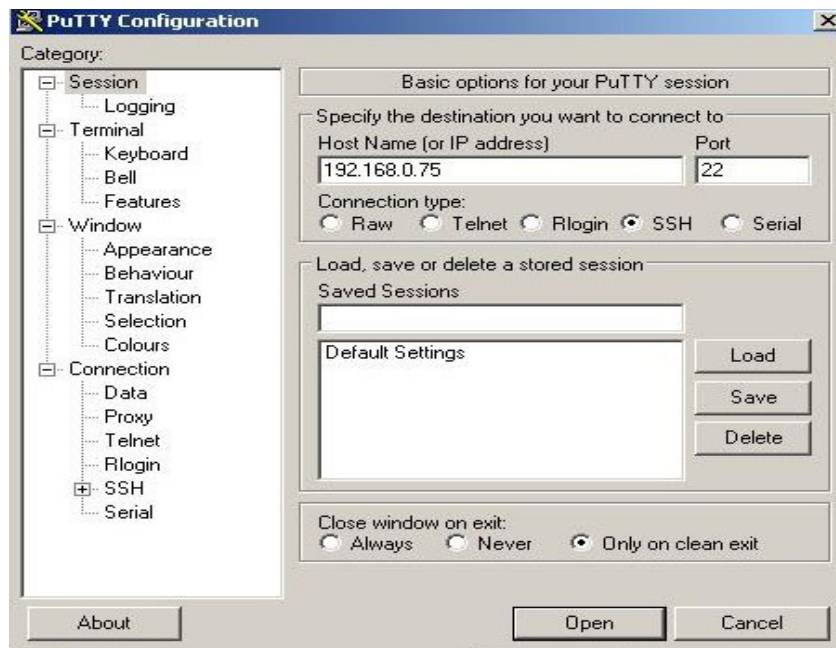 PuTTY Configuration
Category:
Session
Logging
Terminal
Keyboard
Bell
Features
Window
Appearance
Behaviour
Translation
Selection
Colours
Connection
Data
Proxy
Telnet
Rlogin
SSH
Serial
Basic options for your PuTTY session
Specify the destination you want to connect to
Host Name (or IP address) Port
192.168.0.75 22
Connection type:
Raw Telnet Rlogin SSH Serial
Load, save or delete a stored session
Saved Sessions
Default Settings
Load
Save
Delete
Close window on exit:
Always Never Only on clean exit
About Open Cancel